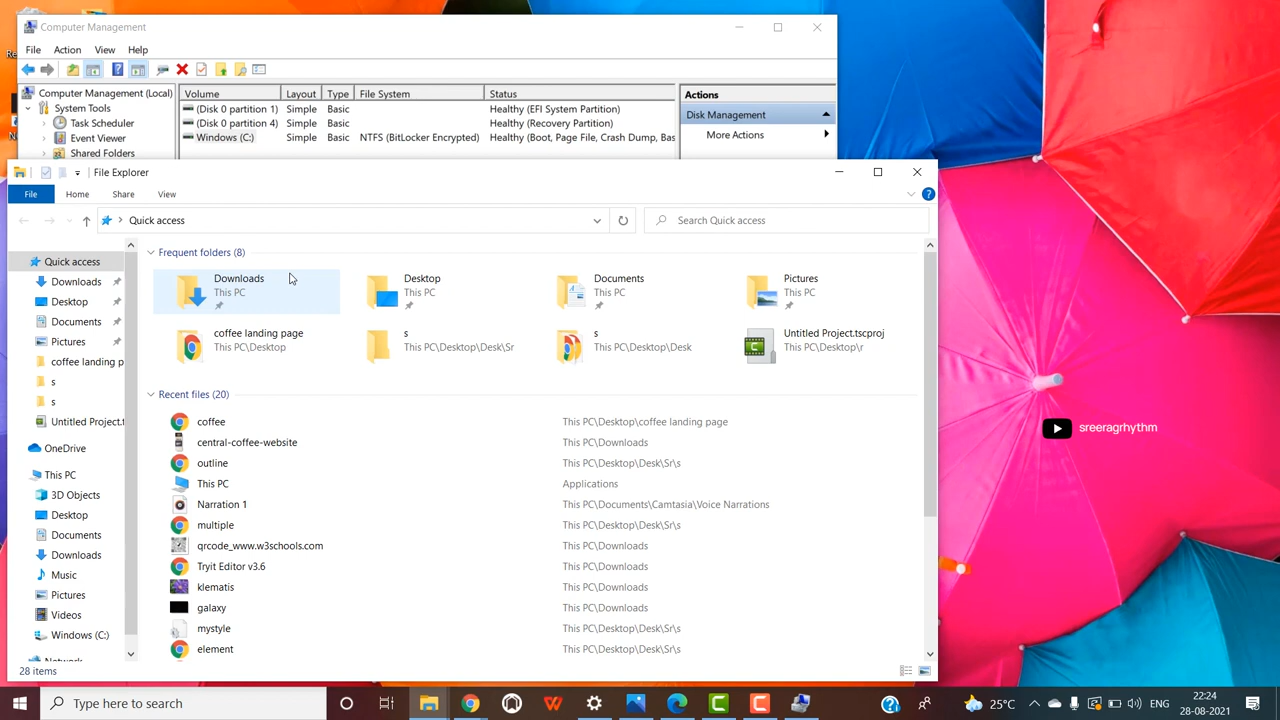 Computer Management
File Action View Help
Computer Management (Local)
System Tools
Task Scheduler
Event Viewer
Shared Folders
Volume Layout Type File System Status
(Disk 0 partition 1) Simple Basic Healthy (EFI System Partition)
(Disk 0 partition 4) Simple Basic Healthy (Recovery Partition)
Windows (C:) Simple Basic NTFS (BitLocker Encrypted) Healthy (Boot, Page File, Crash Dump, Bas
Actions
Disk Management
More Actions
File Explorer
File Home Share View
Quick access
Search Quick access
Quick access
Downloads
Desktop
Documents
Pictures
coffee landing p
s
s
Untitled Project.t
OneDrive
This PC
3D Objects
Desktop
Documents
Downloads
Music
Pictures
Videos
Windows (C:)
Frequent folders (8)
Downloads
This PC
Desktop
This PC
Documents
This PC
Pictures
This PC
coffee landing page
This PC\Desktop
s
This PC\Desktop\Desk\Sr
s
This PC\Desktop\Desk
Untitled Project.tscproj
This PC\Desktop\r
Recent files (20)
coffee This PC\Desktop\coffee landing page
central-coffee-website This PC\Downloads
outline This PC\Desktop\Desk\Sr\s
This PC Applications
Narration 1 This PC\Documents\Camtasia\Voice Narrations
multiple This PC\Desktop\Desk\Sr\s
qrcode_www.w3schools.com This PC\Downloads
Tryit Editor v3.6 This PC\Downloads
klematis This PC\Downloads
galaxy This PC\Downloads
mystyle This PC\Desktop\Desk\Sr\s
element This PC\Desktop\Desk\Sr\s
28 items
sreeragrhythm
Type here to search
25°C
ENG
22:24
28-08-2021